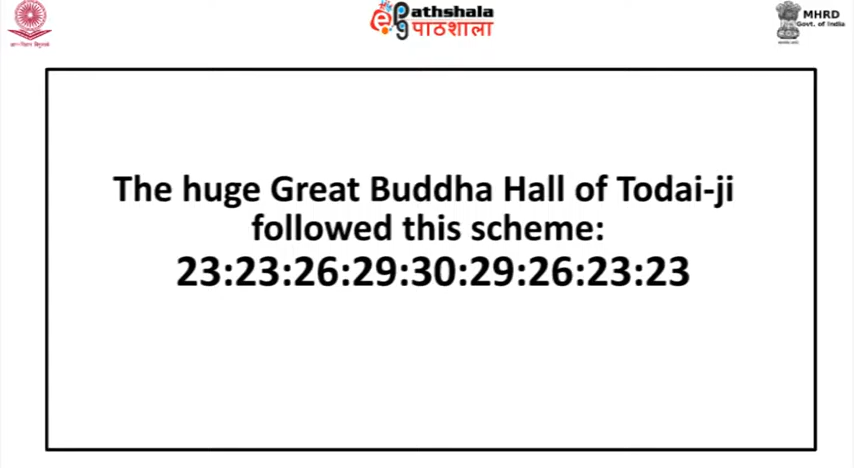 ePathshala
पाठशाला
MHRD
Govt. of India
The huge Great Buddha Hall of Todai-ji
followed this scheme:
23:23:26:29:30:29:26:23:23